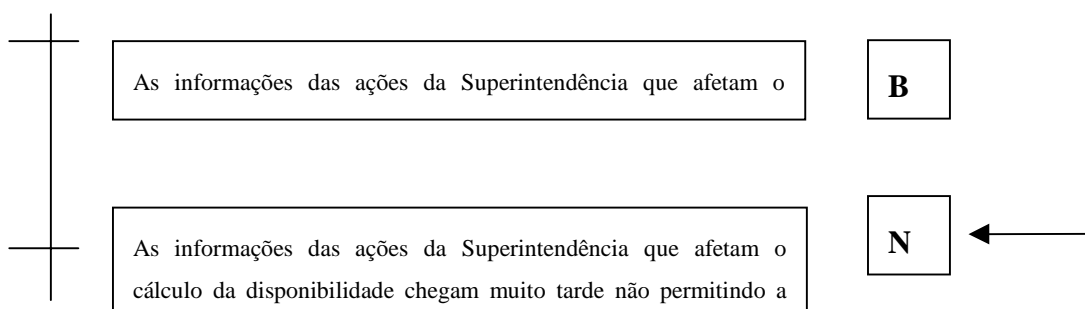 As informações das ações da Superintendência que afetam o
B
As informações das ações da Superintendência que afetam o
cálculo da disponibilidade chegam muito tarde não permitindo a
N